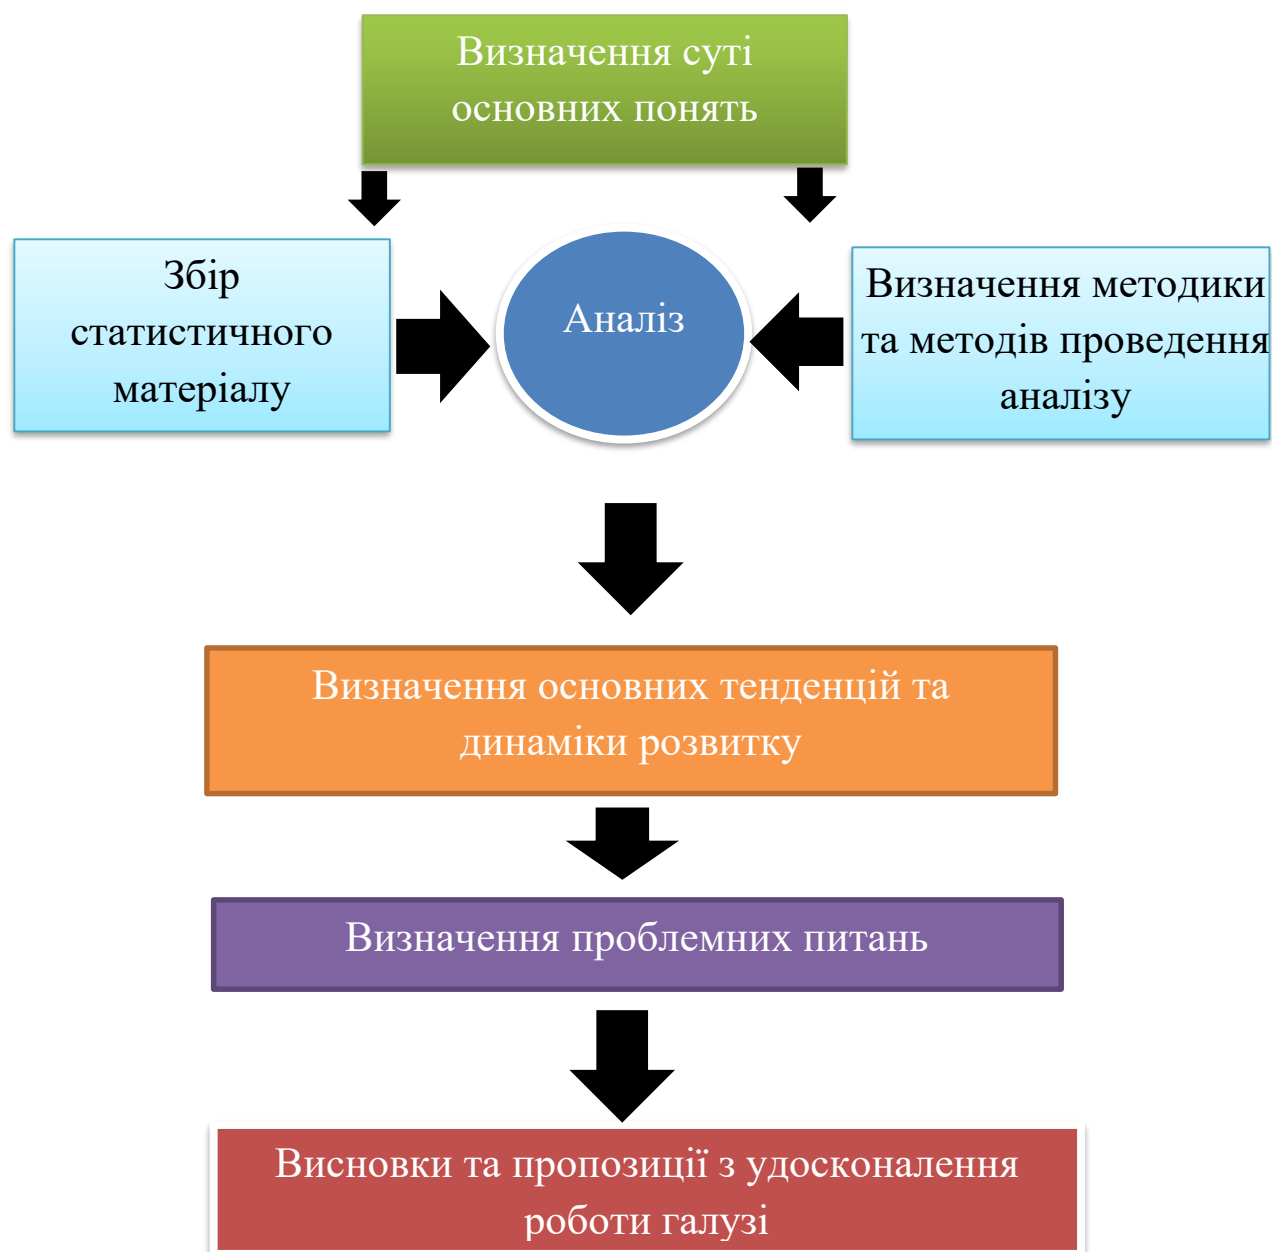 Визначення суті
основних понять
Збір
статистичного
матеріалу
Аналіз
Визначення методики
та методів проведення
аналізу
Визначення основних тенденцій та
динаміки розвитку
Визначення проблемних питань
Висновки та пропозиції з удосконалення
роботи галузі